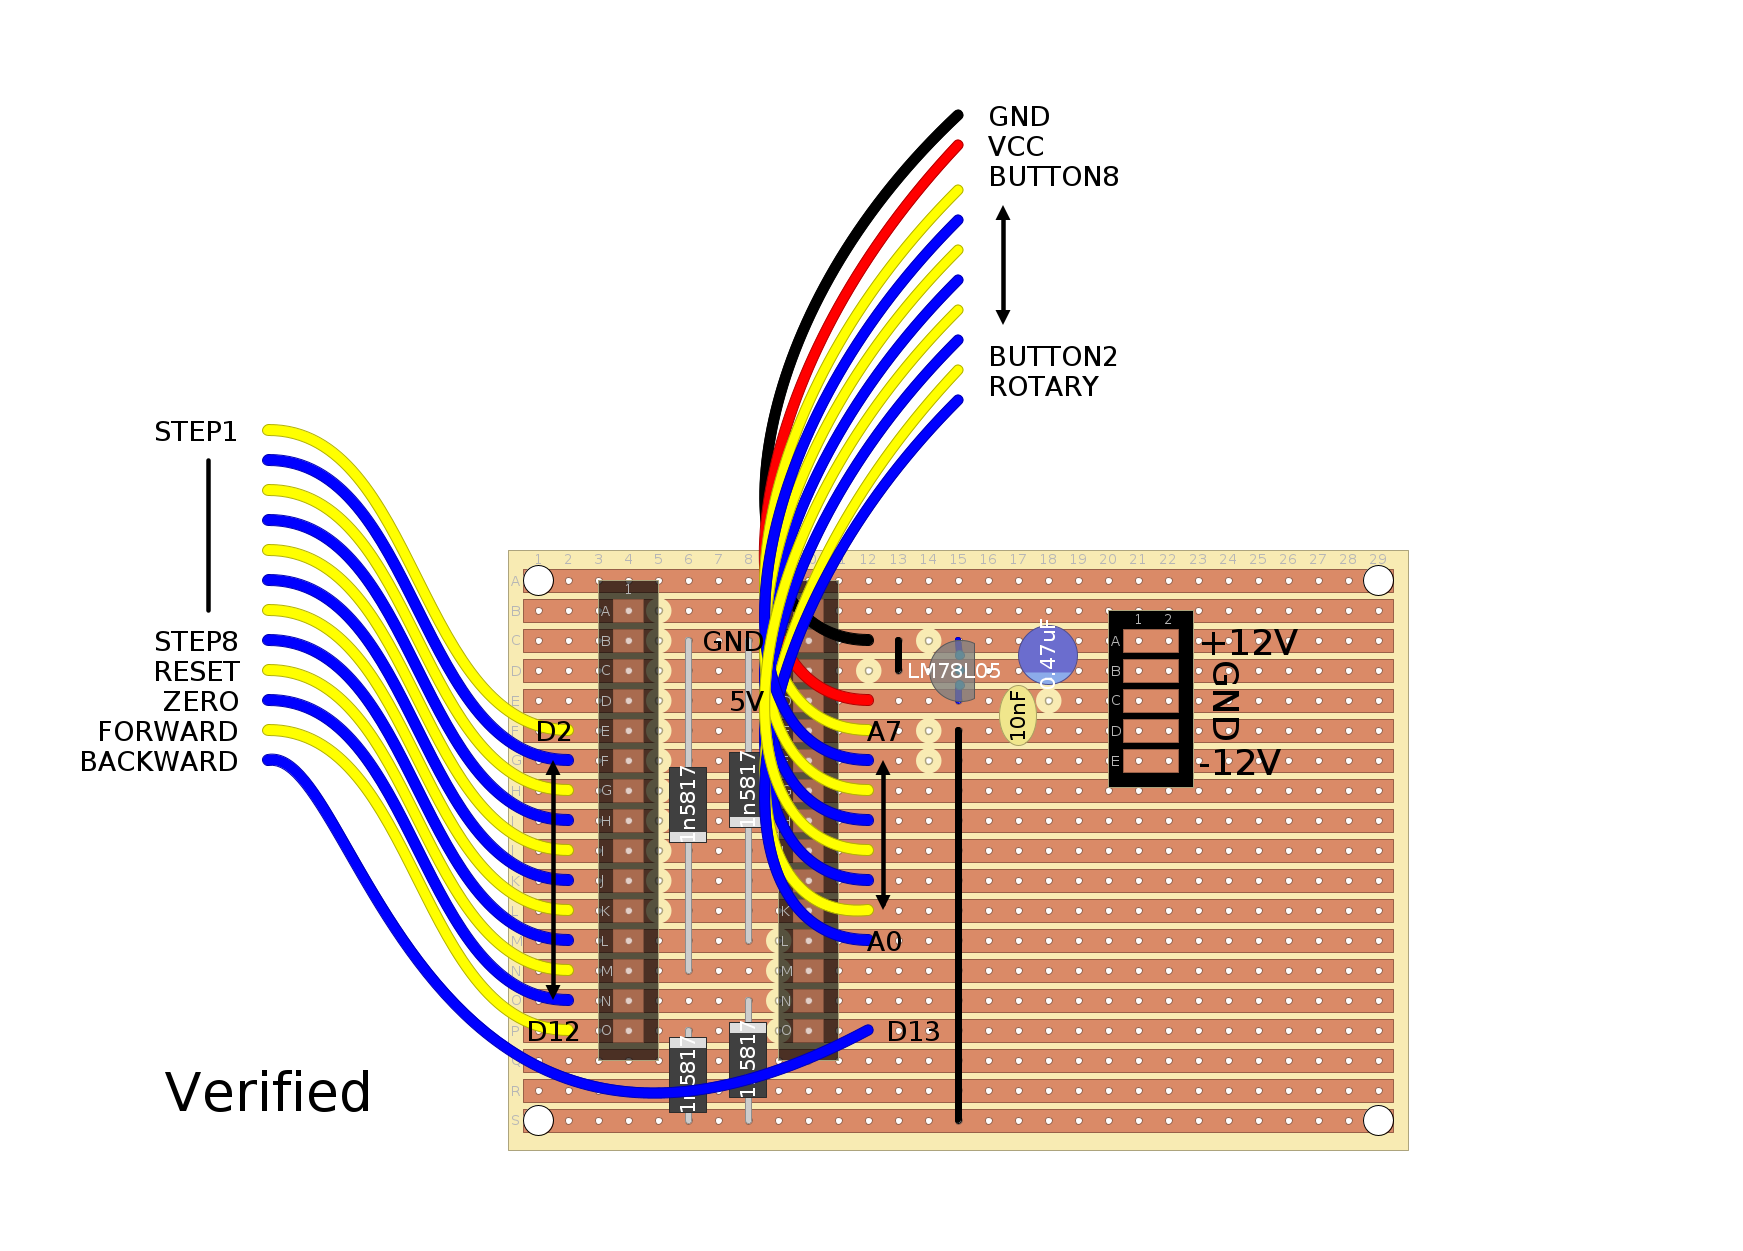 GND
VCC
BUTTON8
BUTTON2
ROTARY
STEP1
STEP8
RESET
ZERO
FORWARD
BACKWARD
1 2 3 4 5 6 7 8 12 13 14 15 16 17 18 19 20 21 22 23 24 25 26 27 28 29
A
B
C
D
E
F
G
H
I
J
K
L
M
N
O
P
Q
R
S
1
A
B
C
D
E
F
G
H
I
J
K
L
M
N
O
GND
5V
D2
D12
1n5817
1n5817
1n5817
K
L
M
N
O
A7
A0
D13
LM78L05
0.47uF
10nF
1 2
A
B
C
D
E
+12V
GND
-12V
Verified